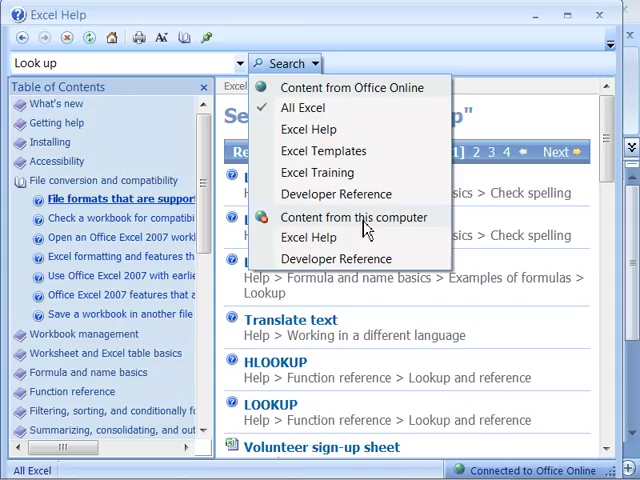 Excel Help
Look up
Search
Table of Contents
What's new
Getting help
Installing
Accessibility
File conversion and compatibility
File formats that are support
Check a workbook for compatibi
Open an Office Excel 2007 workb
Excel formatting and features tha
Use Office Excel 2007 with earlie
Office Excel 2007 features that a
Save a workbook in another file
Workbook management
Worksheet and Excel table basics
Formula and name basics
Function reference
Filtering, sorting, and conditionally fo
Summarizing, consolidating, and out
Content from Office Online
All Excel
Excel Help
Excel Templates
Excel Training
Developer Reference
Content from this computer
Excel Help
Developer Reference
Excel
Se
p"
Re
1] 2 3 4 Next
s > Check spelling
s > Check spelling
Help > Formula and name basics > Examples of formulas >
Lookup
Translate text
Help > Working in a different language
HLOOKUP
Help > Function reference > Lookup and reference
LOOKUP
Help > Function reference > Lookup and reference
Volunteer sign-up sheet
All Excel
Connected to Office Online